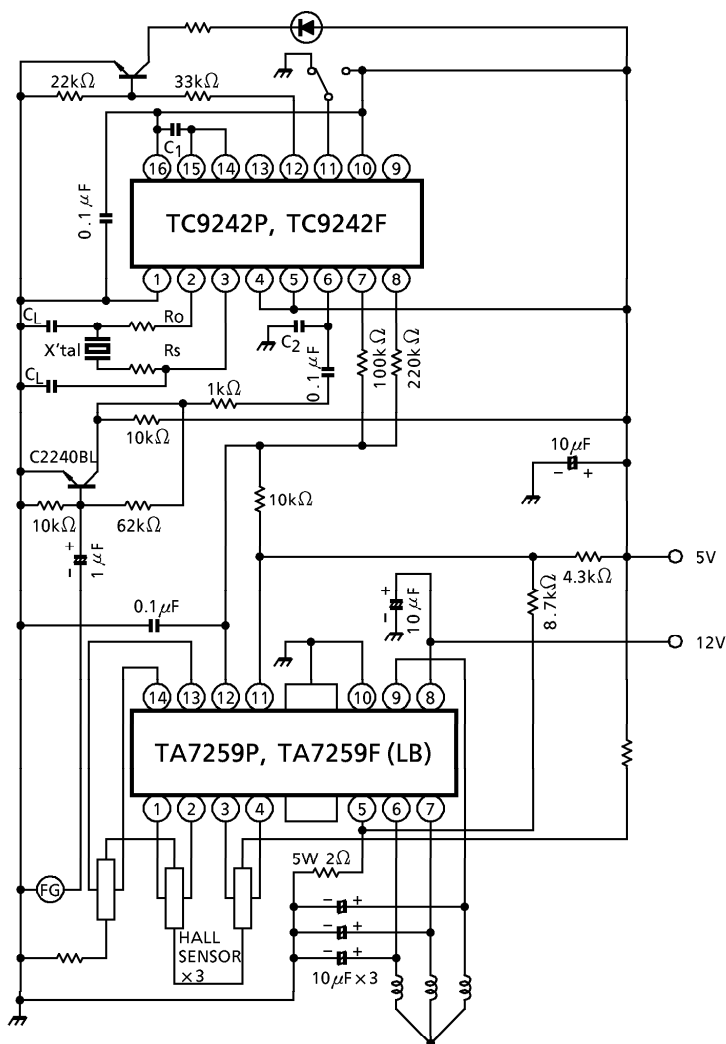 22kΩ
33kΩ
C1
16 15 14 13 12 11 10 9
0.1μF
TC9242P, TC9242F
1 2 3 4 5 6 7 8
CL
Ro
X'tal
Rs
CL
C2
0.1μF
100kΩ
220kΩ
1kΩ
10kΩ
C2240BL
10μF
− +
10kΩ
62kΩ
10kΩ
+
−
1μF
5V
4.3kΩ
8.7kΩ
0.1μF
+
−
10μF
12V
14 13 12 11 10 9 8
TA7259P, TA7259F (LB)
1 2 3 4 5 6 7
5W 2Ω
FG
HALL
SENSOR
×3
− +
− +
− +
10μF×3